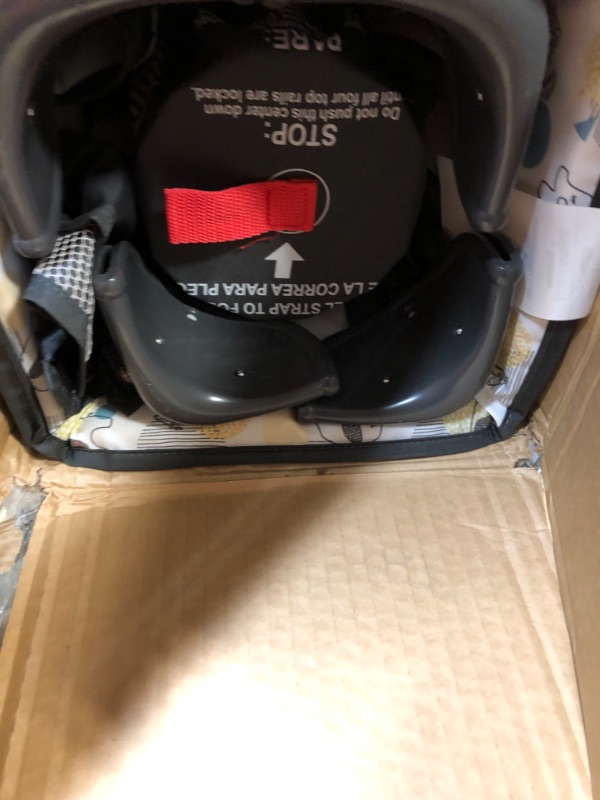 STRAP TO
LA CORREA PARA
STOP:
Do not push this center down
all four top rails are locked.
PARE: